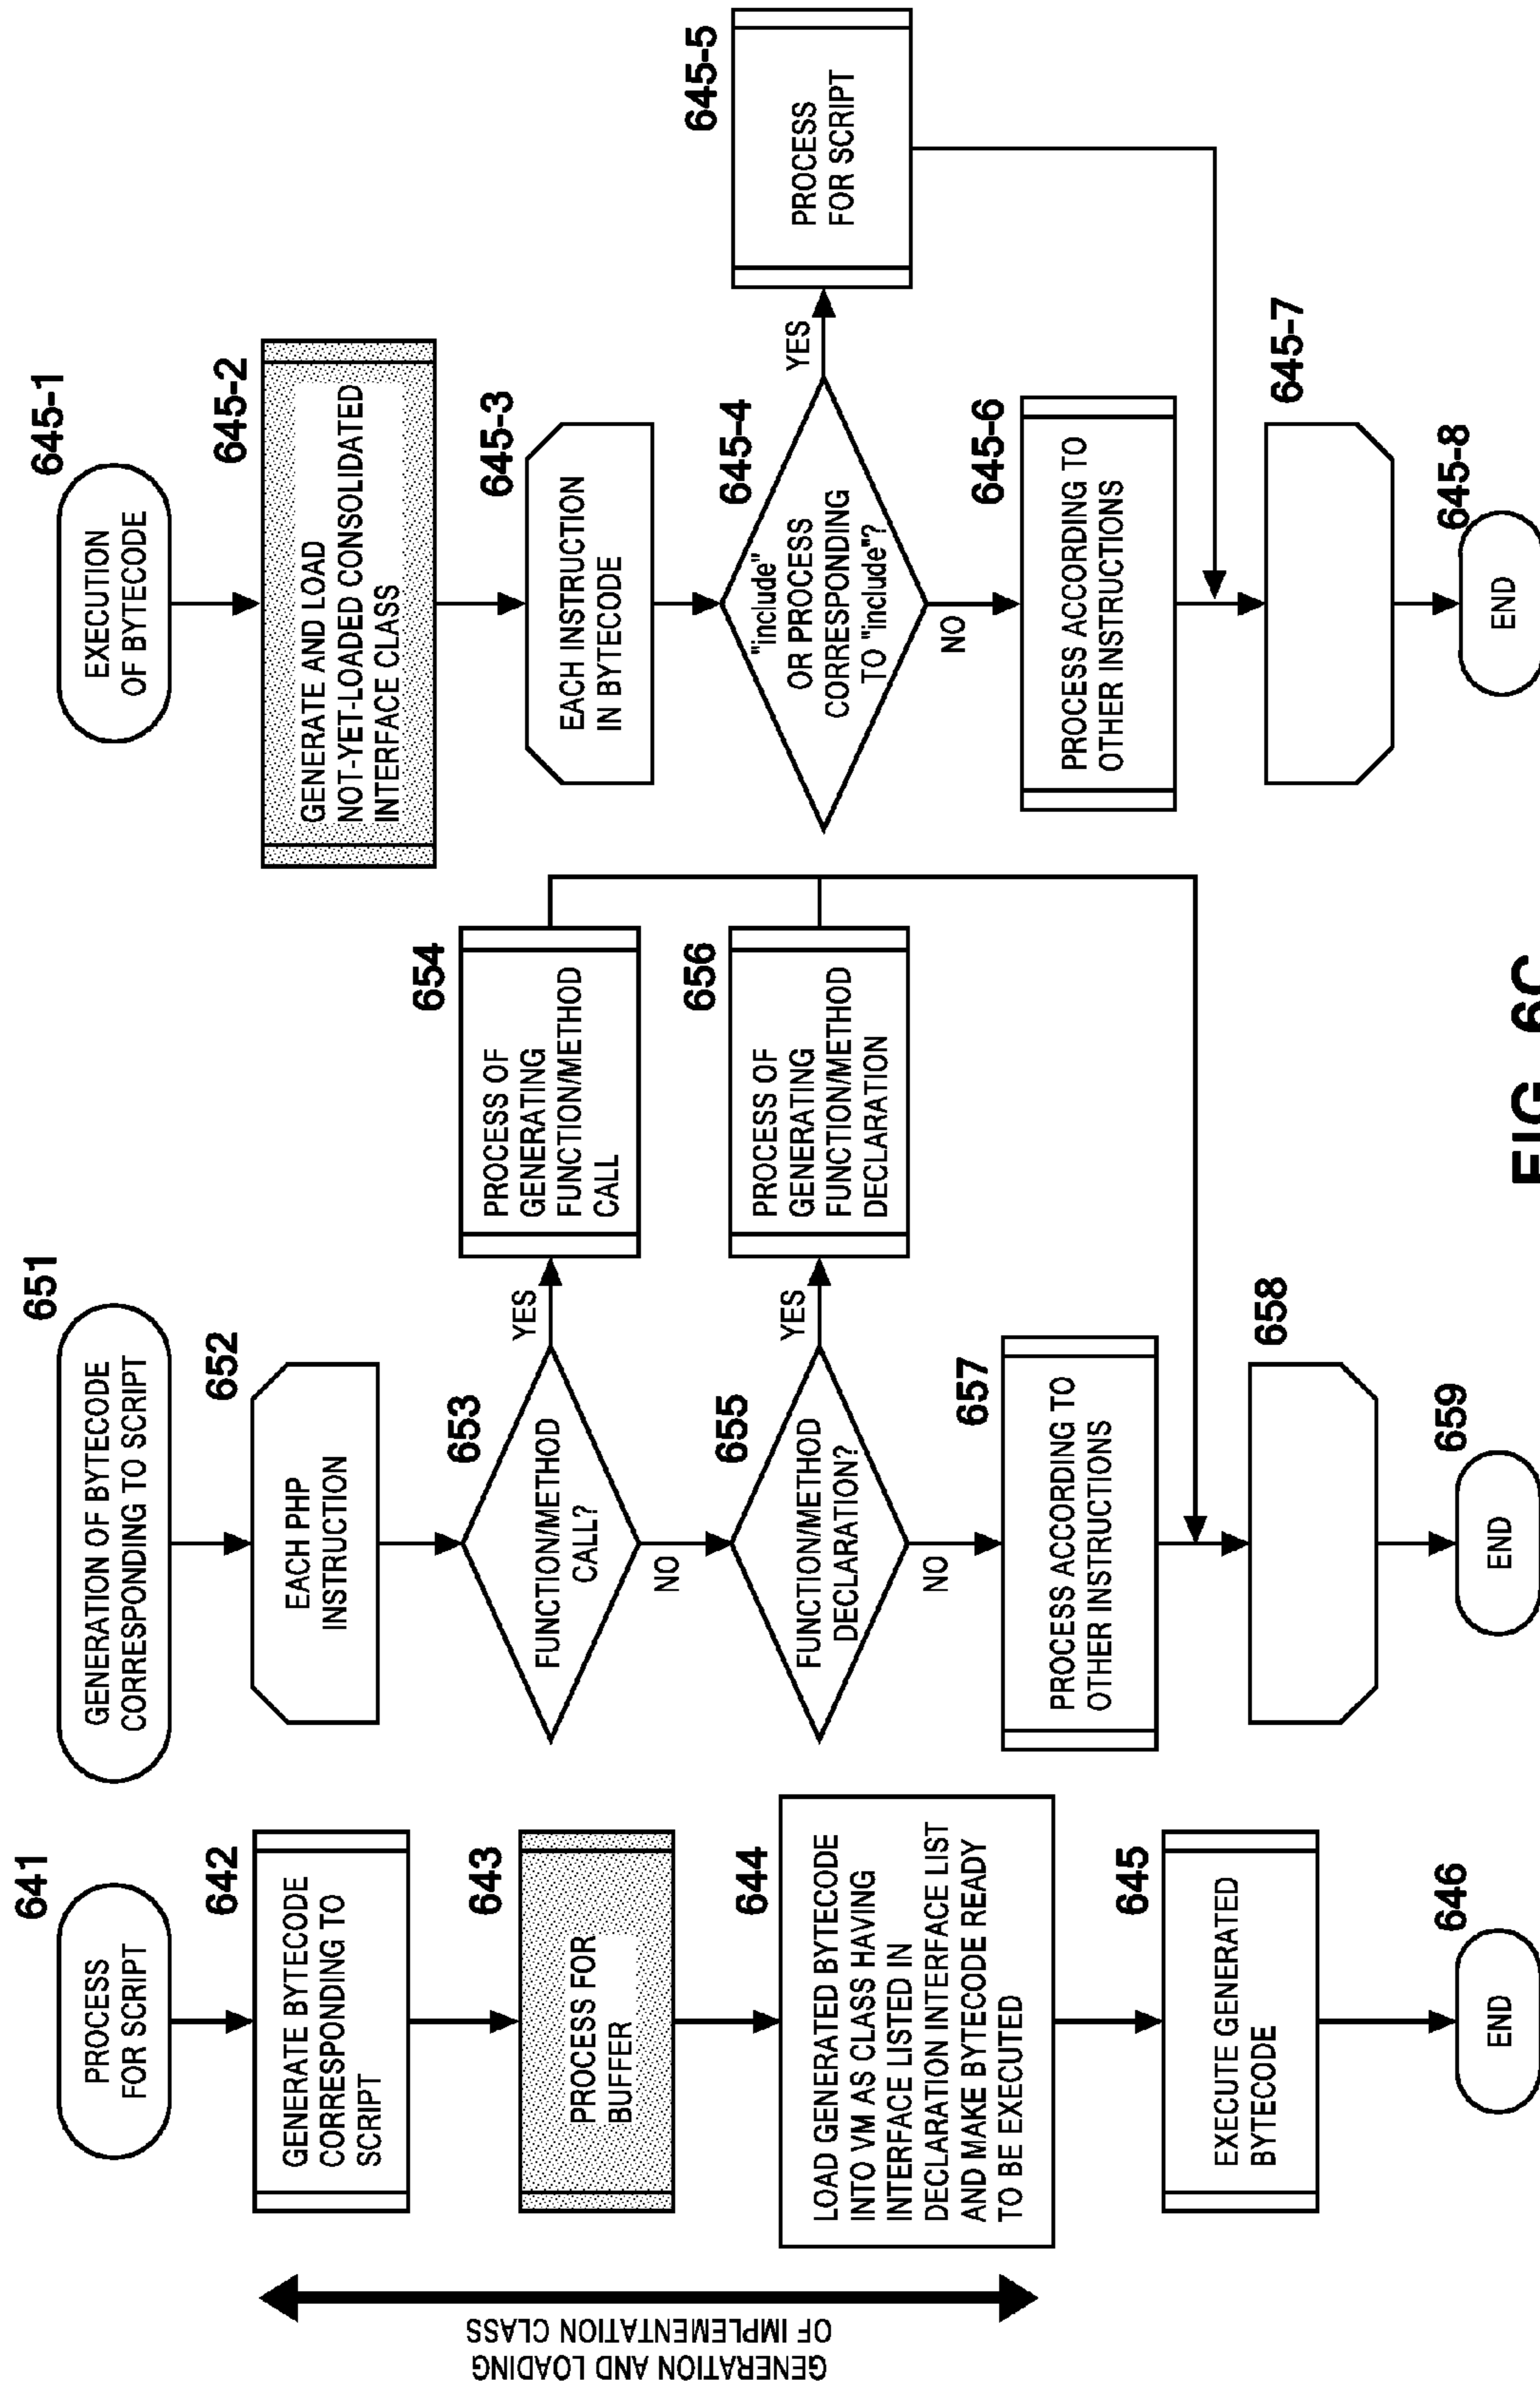 641
PROCESS
FOR SCRIPT
642
GENERATE BYTECODE
CORRESPONDING TO
SCRIPT
643
PROCESS FOR
BUFFER
644
LOAD GENERATED BYTECODE
INTO VM AS CLASS HAVING
INTERFACE LISTED IN
DECLARATION INTERFACE LIST
AND MAKE BYTECODE READY
TO BE EXECUTED
645
EXECUTE GENERATED
BYTECODE
646
END
GENERATION AND LOADING
OF IMPLEMENTATION CLASS
651
GENERATION OF BYTECODE
CORRESPONDING TO SCRIPT
652
EACH PHP
INSTRUCTION
653
FUNCTION/METHOD
CALL?
YES
NO
654
PROCESS OF
GENERATING
FUNCTION/METHOD
CALL
655
FUNCTION/METHOD
DECLARATION?
YES
NO
656
PROCESS OF
GENERATING
FUNCTION/METHOD
DECLARATION
657
PROCESS ACCORDING TO
OTHER INSTRUCTIONS
658
659
END
645-1
EXECUTION
OF BYTECODE
645-2
GENERATE AND LOAD
NOT-YET-LOADED CONSOLIDATED
INTERFACE CLASS
645-3
EACH INSTRUCTION
IN BYTECODE
645-4
"include"
OR PROCESS
CORRESPONDING
TO "include"?
YES
NO
645-5
PROCESS
FOR SCRIPT
645-6
PROCESS ACCORDING TO
OTHER INSTRUCTIONS
645-7
645-8
END
FIG. 6C